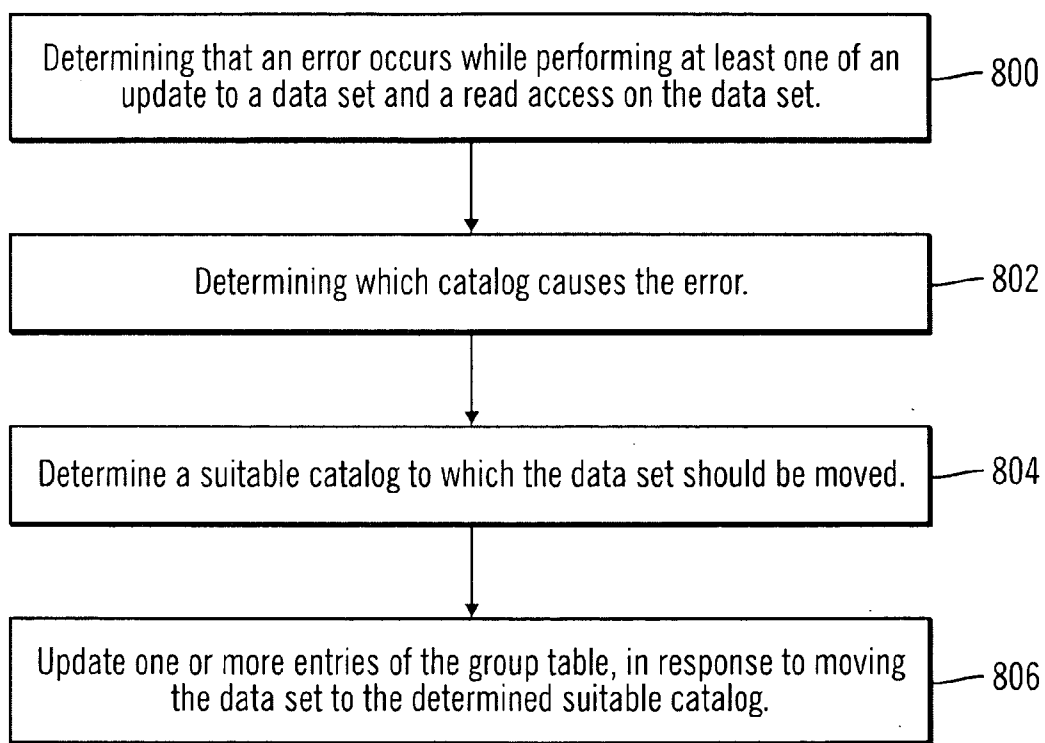 Determining that an error occurs while performing at least one of an
update to a data set and a read access on the data set.
800
Determining which catalog causes the error.
802
Determine a suitable catalog to which the data set should be moved.
804
Update one or more entries of the group table, in response to moving
the data set to the determined suitable catalog.
806